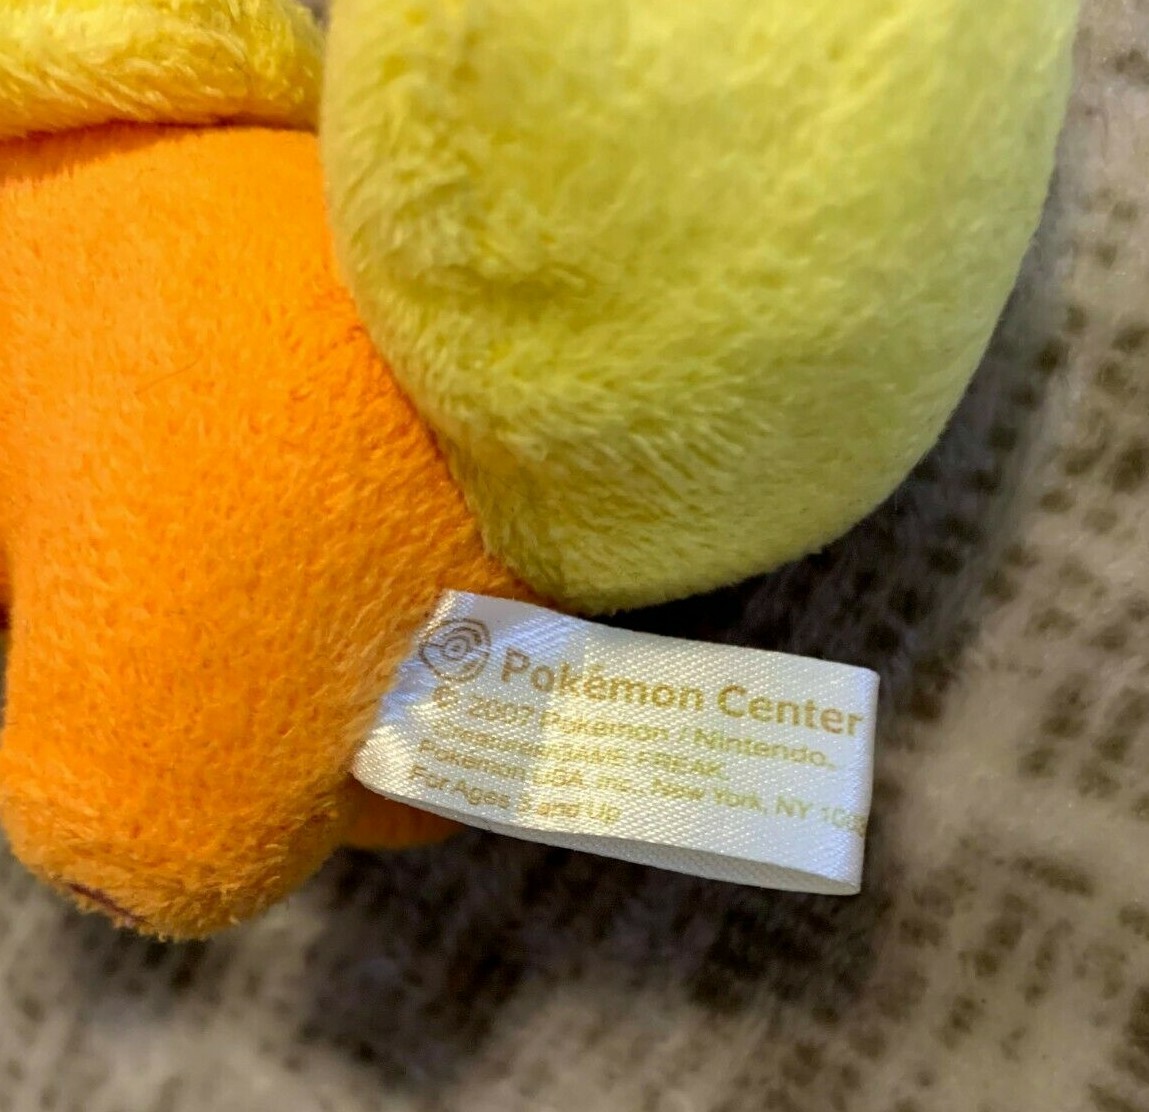 Pokémon Center
© 2007 Pokémon / Nintendo.
Creatures/GAME FREAK.
Pokémon USA, Inc. New York, NY
For Ages 3 and Up